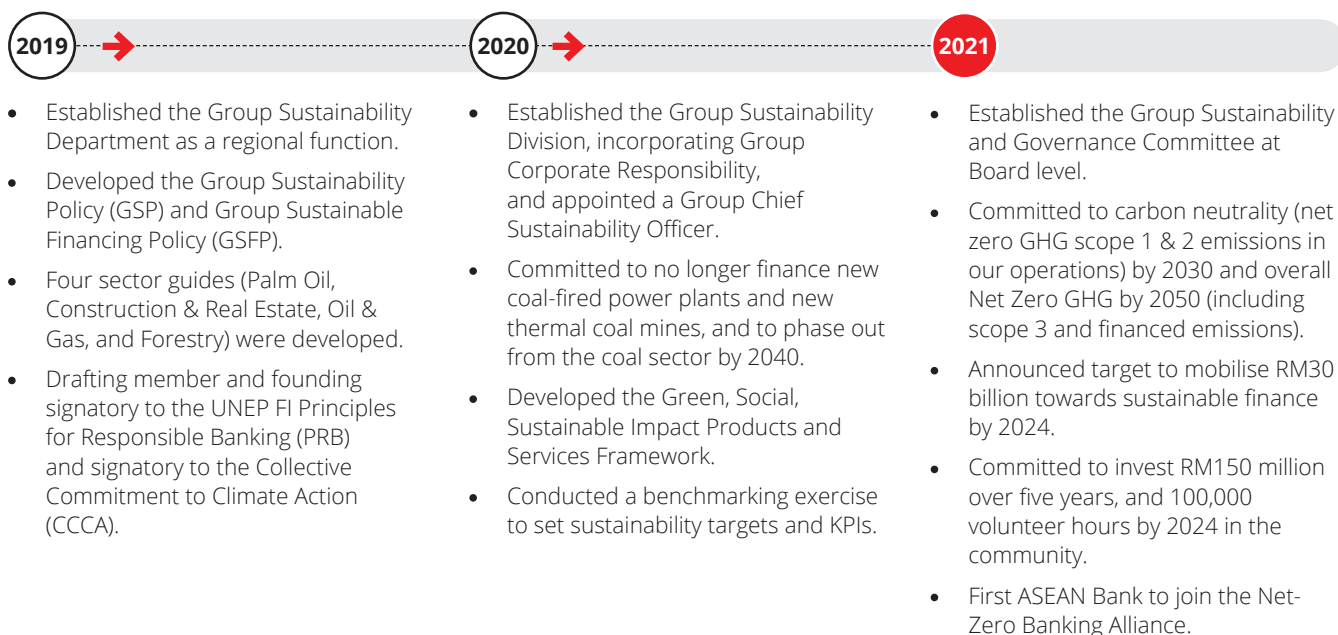 2019
2020
2021
• Established the Group Sustainability
Department as a regional function.
• Developed the Group Sustainability
Policy (GSP) and Group Sustainable
Financing Policy (GSFP).
• Four sector guides (Palm Oil,
Construction & Real Estate, Oil &
Gas, and Forestry) were developed.
• Drafting member and founding
signatory to the UNEP FI Principles
for Responsible Banking (PRB)
and signatory to the Collective
Commitment to Climate Action
(CCCA).
• Established the Group Sustainability
Division, incorporating Group
Corporate Responsibility,
and appointed a Group Chief
Sustainability Officer.
• Committed to no longer finance new
coal-fired power plants and new
thermal coal mines, and to phase out
from the coal sector by 2040.
• Developed the Green, Social,
Sustainable Impact Products and
Services Framework.
• Conducted a benchmarking exercise
to set sustainability targets and KPIs.
• Established the Group Sustainability
and Governance Committee at
Board level.
• Committed to carbon neutrality (net
zero GHG scope 1 & 2 emissions in
our operations) by 2030 and overall
Net Zero GHG by 2050 (including
scope 3 and financed emissions).
• Announced target to mobilise RM30
billion towards sustainable finance
by 2024.
• Committed to invest RM150 million
over five years, and 100,000
volunteer hours by 2024 in the
community.
• First ASEAN Bank to join the Net-
Zero Banking Alliance.